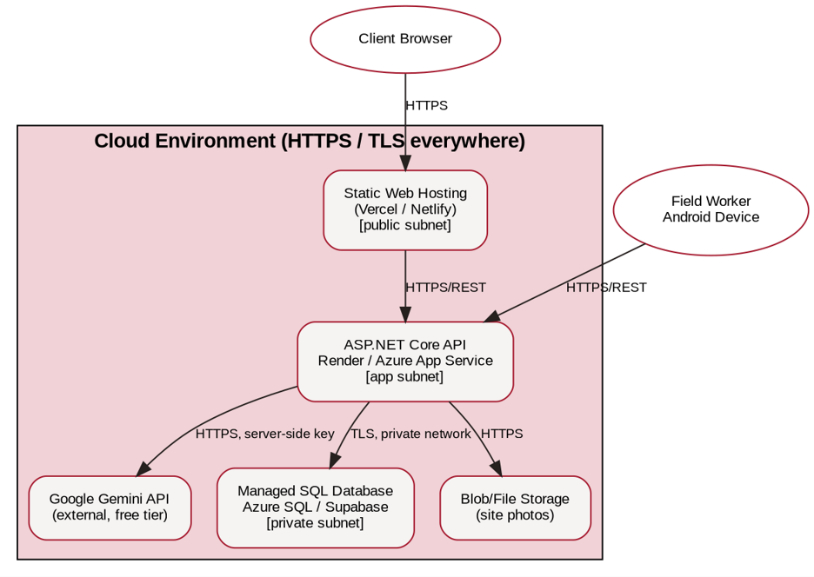 Client Browser
HTTPS
Cloud Environment (HTTPS / TLS everywhere)
Static Web Hosting
(Vercel / Netlify)
[public subnet]
Field Worker
Android Device
HTTPS/REST
HTTPS/REST
ASP.NET Core API
Render / Azure App Service
[app subnet]
HTTPS, server-side key
TLS, private network
HTTPS
Google Gemini API
(external, free tier)
Managed SQL Database
Azure SQL / Supabase
[private subnet]
Blob/File Storage
(site photos)